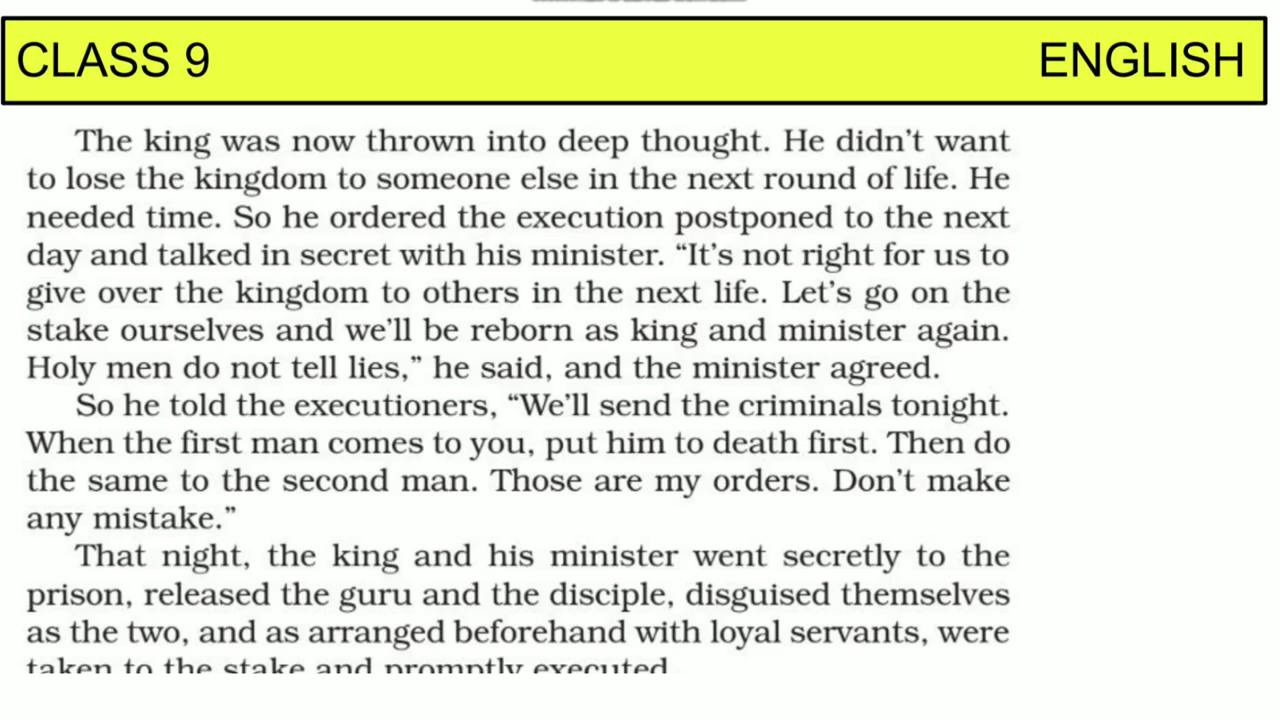 CLASS 9 ENGLISH
The king was now thrown into deep thought. He didn't want
to lose the kingdom to someone else in the next round of life. He
needed time. So he ordered the execution postponed to the next
day and talked in secret with his minister. “It's not right for us to
give over the kingdom to others in the next life. Let's go on the
stake ourselves and we'll be reborn as king and minister again.
Holy men do not tell lies,” he said, and the minister agreed.
So he told the executioners, “We'll send the criminals tonight.
When the first man comes to you, put him to death first. Then do
the same to the second man. Those are my orders. Don't make
any mistake.”
That night, the king and his minister went secretly to the
prison, released the guru and the disciple, disguised themselves
as the two, and as arranged beforehand with loyal servants, were
taken to the stake and promptly executed.